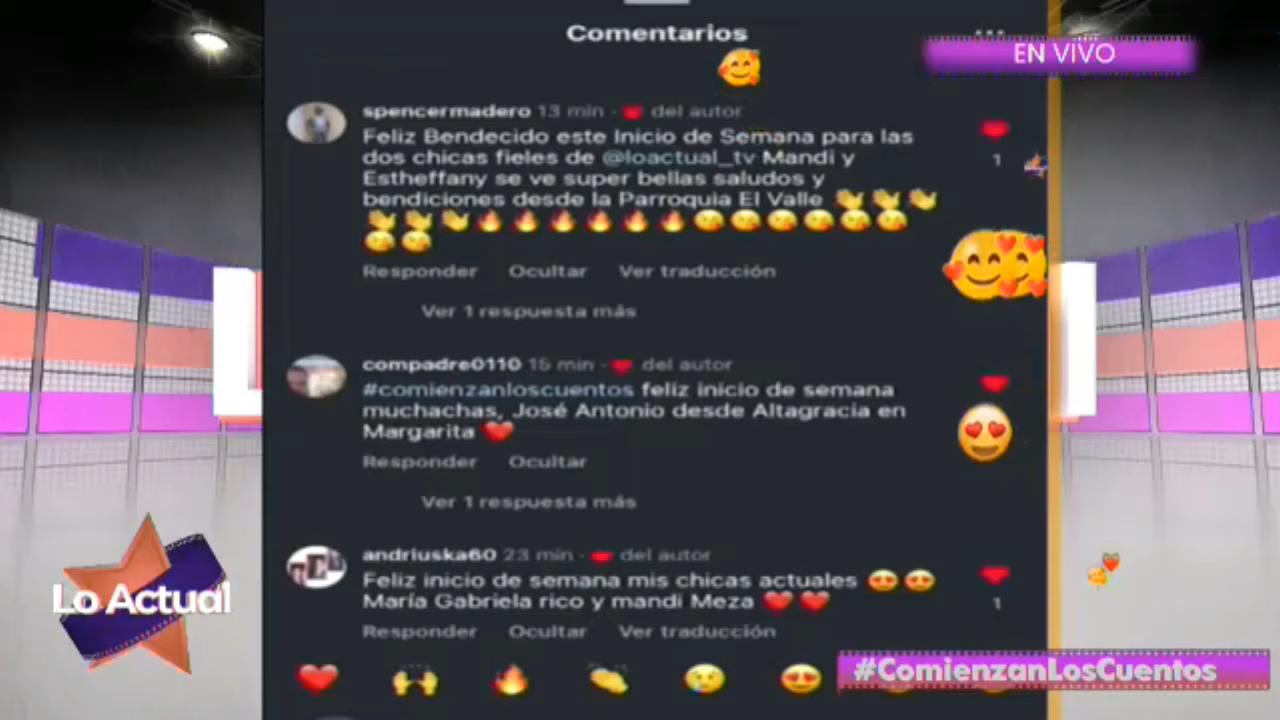 Comentarios
...
EN VIVO
spencermadero 13 min · ❤️ del autor
Feliz Bendecido este Inicio de Semana para las
dos chicas fieles de @loactual_tv Mandi y
Estheffany se ve super bellas saludos y
bendiciones desde la Parroquia El Valle 👏👏👏
👏👏👏🔥🔥🔥🔥🔥🔥😘😘😘😘😘😘
😘😘
1
Responder Ocultar Ver traducción
Ver 1 respuesta más
compadre0110 15 min · ❤️ del autor
#comienzanloscuentos feliz inicio de semana
muchachas, José Antonio desde Altagracia en
Margarita ❤️
Responder Ocultar
Ver 1 respuesta más
andriuska60 23 min · ❤️ del autor
Feliz inicio de semana mis chicas actuales 😍😍
María Gabriela rico y mandi Meza ❤️❤️
1
Responder Ocultar Ver traducción
Lo Actual
#ComienzanLosCuentos